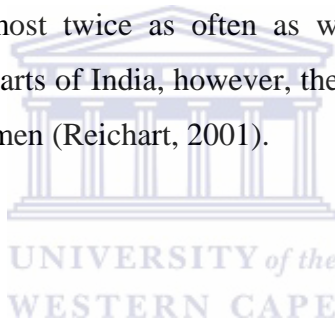 most twice as often as w
arts of India, however, the
men (Reichart, 2001).
UNIVERSITY of the
WESTERN CAPE